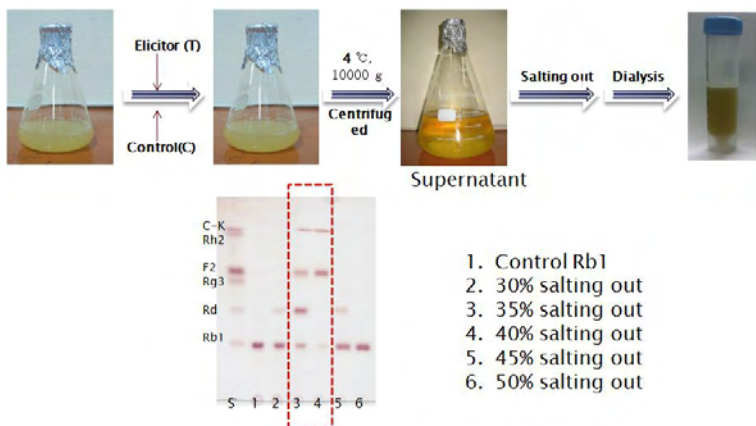 Elicitor (T)
Control(C)
4 ℃,
10000 g
Centrifug
ed
Salting out
Dialysis
Supernatant
C-K
Rh2
F2
Rg3
Rd
Rb1
S 1 2 3 4 5 6
1. Control Rb1
2. 30% salting out
3. 35% salting out
4. 40% salting out
5. 45% salting out
6. 50% salting out